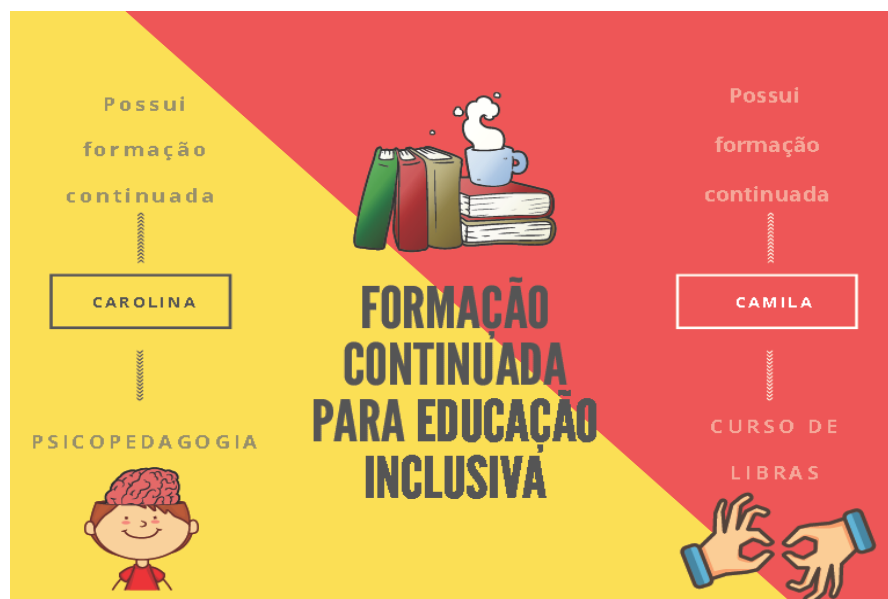 Possui
formação
continuada
CAROLINA
PSICOPEDAGOGIA
FORMAÇÃO
CONTINUADA
PARA EDUCAÇÃO
INCLUSIVA
Possui
formação
continuada
CAMILA
CURSO DE
LIBRAS